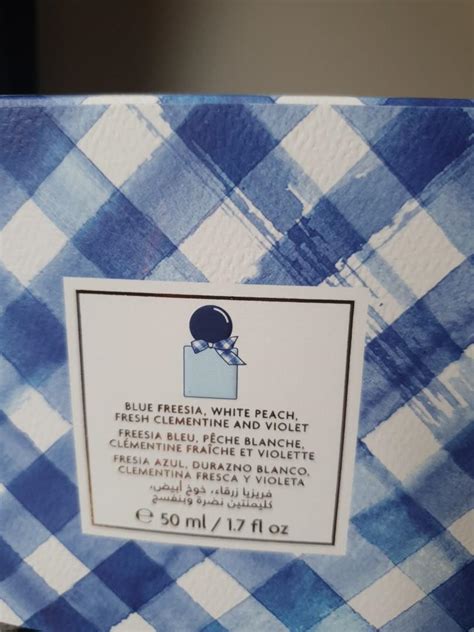 BLUE FREESIA, WHITE PEACH,
FRESH CLEMENTINE AND VIOLET
FREESIA BLEU, PÊCHE BLANCHE,
CLÉMENTINE FRAÎCHE ET VIOLETTE
FRESIA AZUL, DURAZNO BLANCO,
CLEMENTINA FRESCA Y VIOLETA
فريزيا زرقاء، خوخ أبيض،
كليمنتين نضرة وبنفسج
℮ 50 ml / 1.7 fl oz